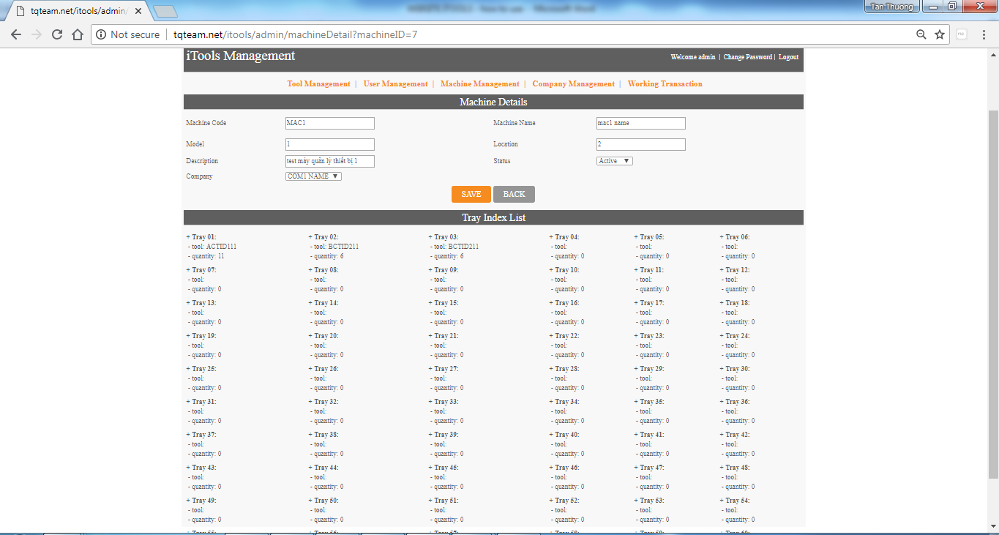 tqteam.net/itools/admin/
Tan Thuong
Not secure tqteam.net/itools/admin/machineDetail?machineID=7
iTools Management
Welcome admin | Change Password | Logout
Tool Management | User Management | Machine Management | Company Management | Working Transaction
Machine Details
Machine Code MAC1 Machine Name mac1 name
Model 1 Location 2
Description test máy quản lý thiết bị 1 Status Active
Company COM1 NAME
SAVE BACK
Tray Index List
+ Tray 01: + Tray 02: + Tray 03: + Tray 04: + Tray 05: + Tray 06:
- tool: ACTID111 - tool: BCTID211 - tool: BCTID211 - tool: - tool: - tool:
- quantity: 11 - quantity: 6 - quantity: 6 - quantity: 0 - quantity: 0 - quantity: 0
+ Tray 07: + Tray 08: + Tray 09: + Tray 10: + Tray 11: + Tray 12:
- tool: - tool: - tool: - tool: - tool: - tool:
- quantity: 0 - quantity: 0 - quantity: 0 - quantity: 0 - quantity: 0 - quantity: 0
+ Tray 13: + Tray 14: + Tray 15: + Tray 16: + Tray 17: + Tray 18:
- tool: - tool: - tool: - tool: - tool: - tool:
- quantity: 0 - quantity: 0 - quantity: 0 - quantity: 0 - quantity: 0 - quantity: 0
+ Tray 19: + Tray 20: + Tray 21: + Tray 22: + Tray 23: + Tray 24:
- tool: - tool: - tool: - tool: - tool: - tool:
- quantity: 0 - quantity: 0 - quantity: 0 - quantity: 0 - quantity: 0 - quantity: 0
+ Tray 25: + Tray 26: + Tray 27: + Tray 28: + Tray 29: + Tray 30:
- tool: - tool: - tool: - tool: - tool: - tool:
- quantity: 0 - quantity: 0 - quantity: 0 - quantity: 0 - quantity: 0 - quantity: 0
+ Tray 31: + Tray 32: + Tray 33: + Tray 34: + Tray 35: + Tray 36:
- tool: - tool: - tool: - tool: - tool: - tool:
- quantity: 0 - quantity: 0 - quantity: 0 - quantity: 0 - quantity: 0 - quantity: 0
+ Tray 37: + Tray 38: + Tray 39: + Tray 40: + Tray 41: + Tray 42:
- tool: - tool: - tool: - tool: - tool: - tool:
- quantity: 0 - quantity: 0 - quantity: 0 - quantity: 0 - quantity: 0 - quantity: 0
+ Tray 43: + Tray 44: + Tray 45: + Tray 46: + Tray 47: + Tray 48:
- tool: - tool: - tool: - tool: - tool: - tool:
- quantity: 0 - quantity: 0 - quantity: 0 - quantity: 0 - quantity: 0 - quantity: 0
+ Tray 49: + Tray 50: + Tray 51: + Tray 52: + Tray 53: + Tray 54:
- tool: - tool: - tool: - tool: - tool: - tool:
- quantity: 0 - quantity: 0 - quantity: 0 - quantity: 0 - quantity: 0 - quantity: 0